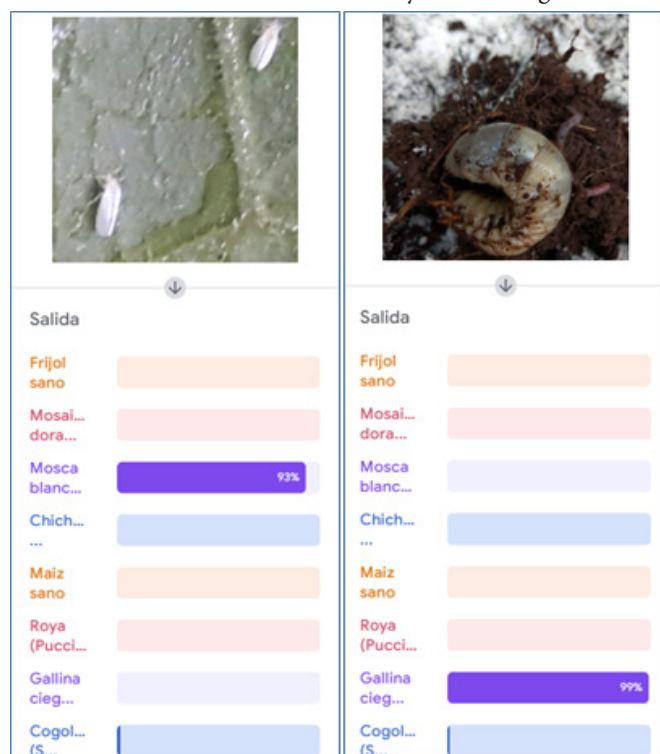 Salida
Frijol
sano
Mosai...
dora...
Mosca
blanc...
93%
Chich...
...
Maiz
sano
Roya
(Pucci...
Gallina
cieg...
Cogol...
(S...
Salida
Frijol
sano
Mosai...
dora...
Mosca
blanc...
Chich...
...
Maiz
sano
Roya
(Pucci...
Gallina
cieg...
99%
Cogol...
(S...